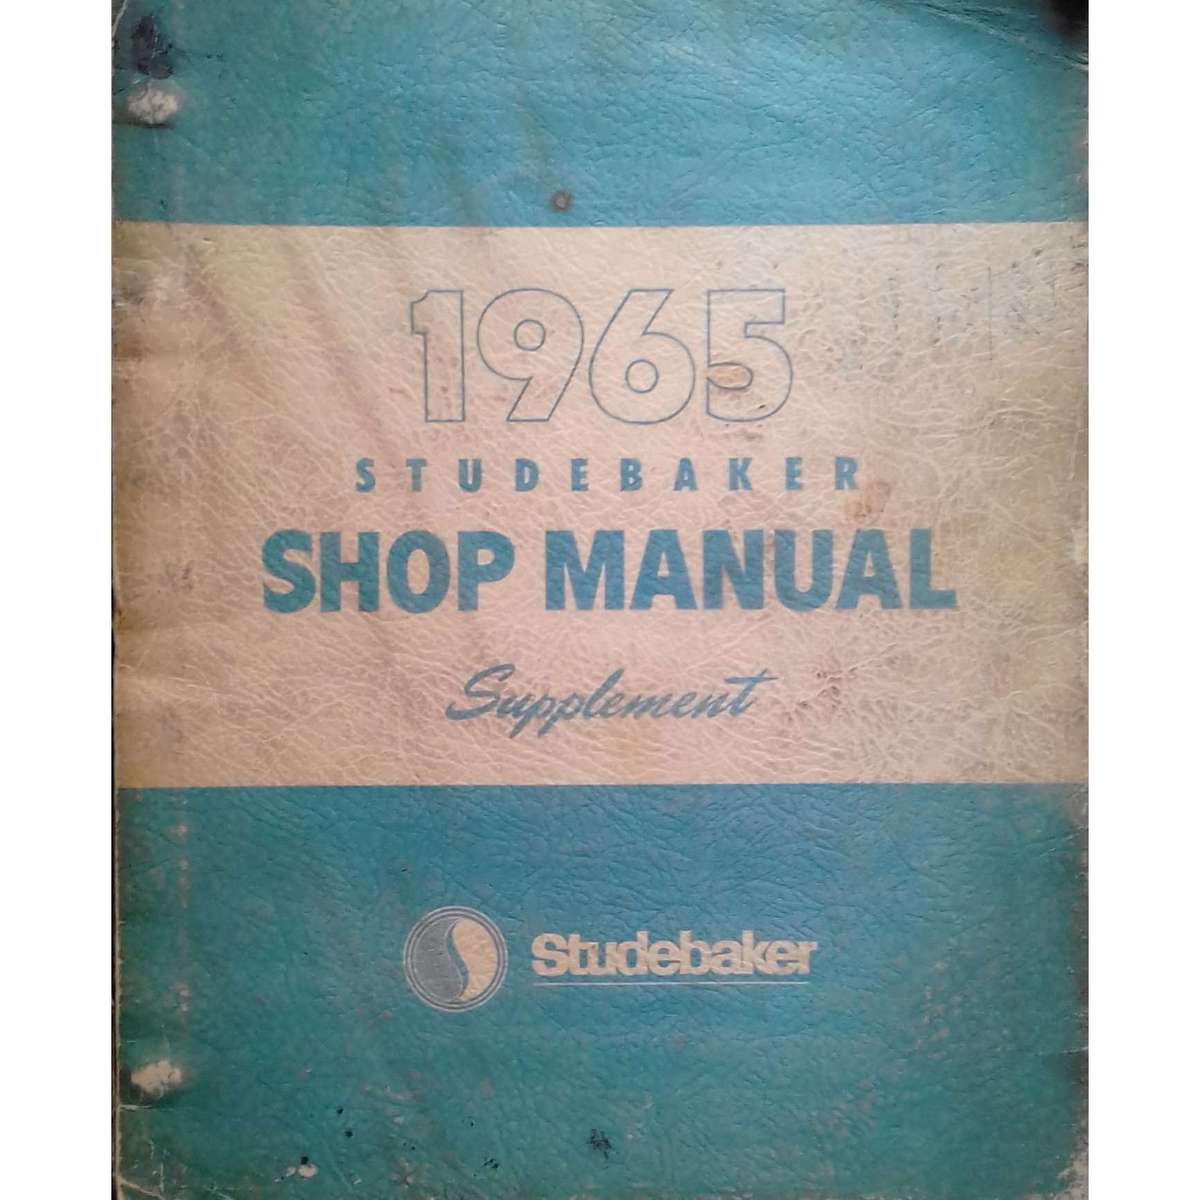 1965
STUDEBAKER
SHOP MANUAL
Supplement
Studebaker